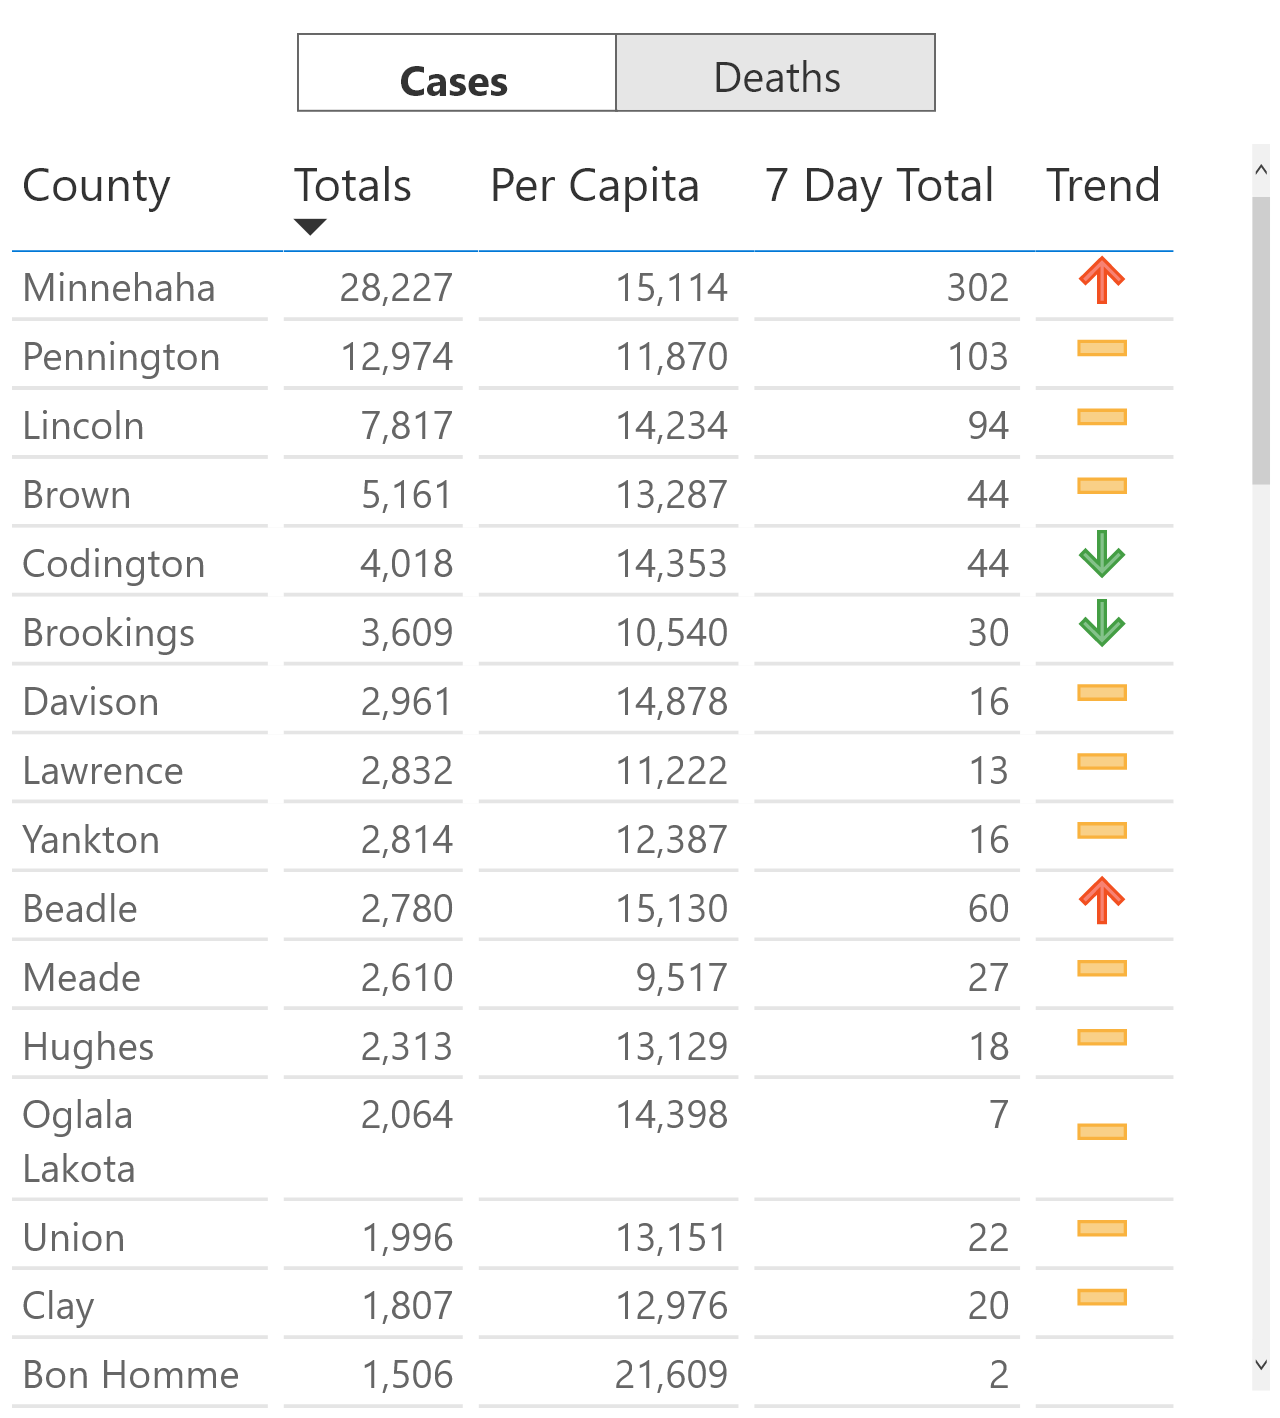 Cases Deaths
County Totals Per Capita 7 Day Total Trend
Minnehaha 28,227 15,114 302
Pennington 12,974 11,870 103
Lincoln 7,817 14,234 94
Brown 5,161 13,287 44
Codington 4,018 14,353 44
Brookings 3,609 10,540 30
Davison 2,961 14,878 16
Lawrence 2,832 11,222 13
Yankton 2,814 12,387 16
Beadle 2,780 15,130 60
Meade 2,610 9,517 27
Hughes 2,313 13,129 18
Oglala 2,064 14,398 7
Lakota
Union 1,996 13,151 22
Clay 1,807 12,976 20
Bon Homme 1,506 21,609 2